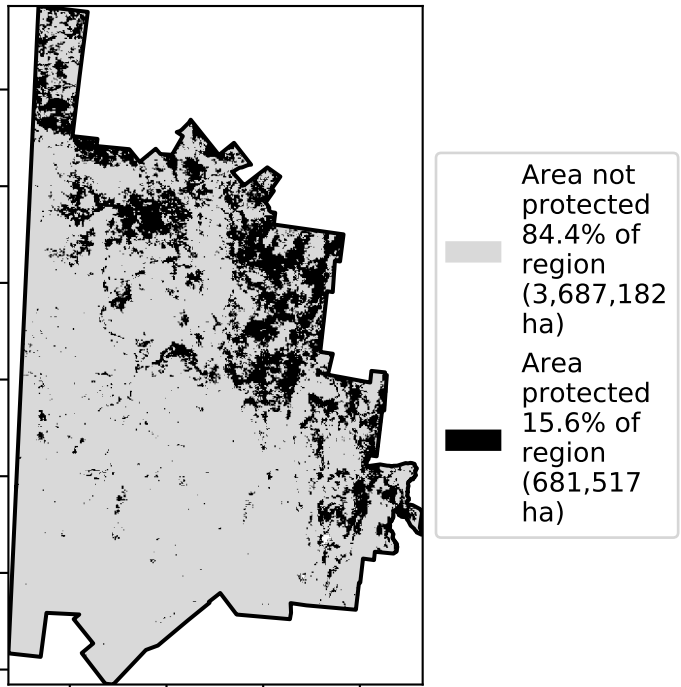 Area not
protected
84.4% of
region
(3,687,182
ha)
Area
protected
15.6% of
region
(681,517
ha)